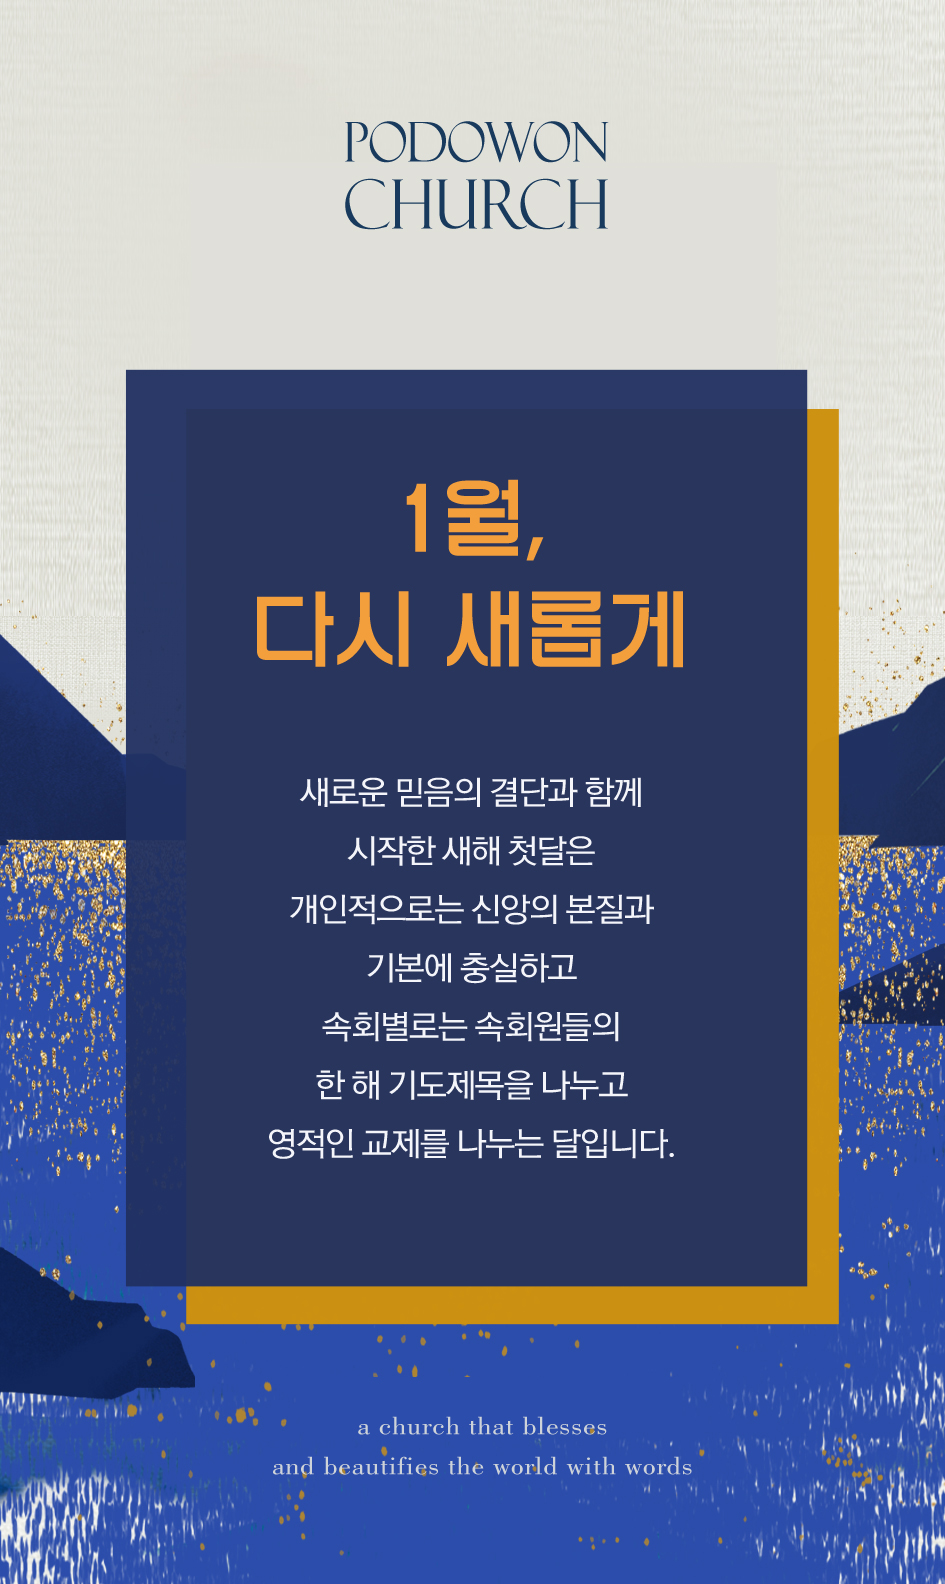 PODOWON
CHURCH
1월,
다시 새롭게
새로운 믿음의 결단과 함께
시작한 새해 첫달은
개인적으로는 신앙의 본질과
기본에 충실하고
속회별로는 속회원들의
한 해 기도제목을 나누고
영적인 교제를 나누는 달입니다.
a church that blesses
and beautifies the world with words